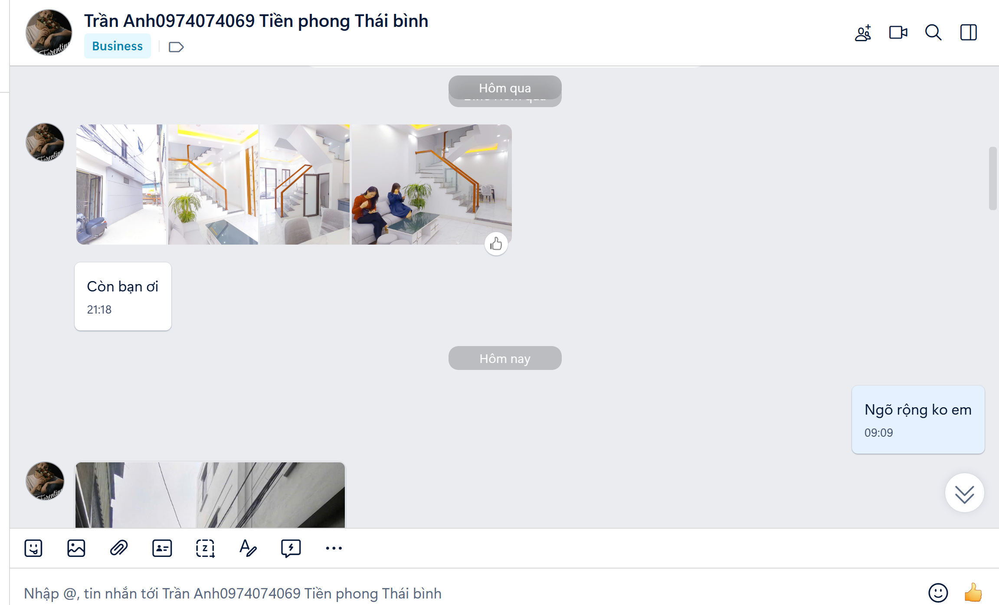 Trần Anh0974074069 Tiền phong Thái bình
Business
Hôm qua
Còn bạn ơi
21:18
Hôm nay
Ngõ rộng ko em
09:09
Nhập @, tin nhắn tới Trần Anh0974074069 Tiền phong Thái bình